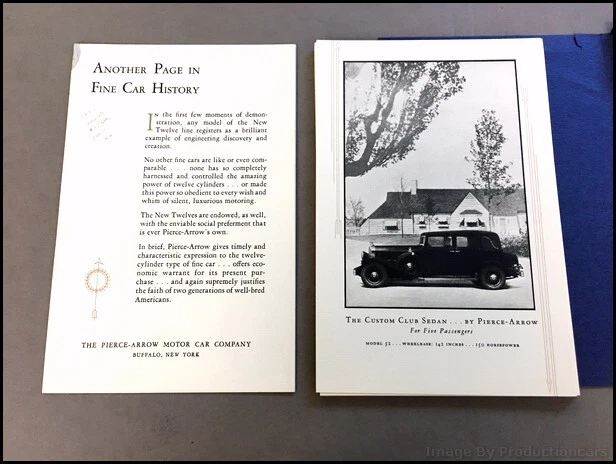 ANOTHER PAGE IN
FINE CAR HISTORY
IN the first few moments of demon-
stration, any model of the New
Twelve line registers as a brilliant
example of engineering discovery and
creation.
No other fine cars are like or even com-
parable . . . none has so completely
harnessed and controlled the amazing
power of twelve cylinders . . . or made
this power so obedient to every wish and
whim of silent, luxurious motoring.
The New Twelves are endowed, as well,
with the enviable social preferment that
is ever Pierce-Arrow's own.
In brief, Pierce-Arrow gives timely and
characteristic expression to the twelve-
cylinder type of fine car . . . offers eco-
nomic warrant for its present pur-
chase . . . and again supremely justifies
the faith of two generations of well-bred
Americans.
THE PIERCE-ARROW MOTOR CAR COMPANY
BUFFALO, NEW YORK
THE CUSTOM CLUB SEDAN . . . BY PIERCE-ARROW
For Five Passengers
MODEL 52 . . . WHEELBASE: 142 INCHES . . . 150 HORSEPOWER
Image By Productioncars